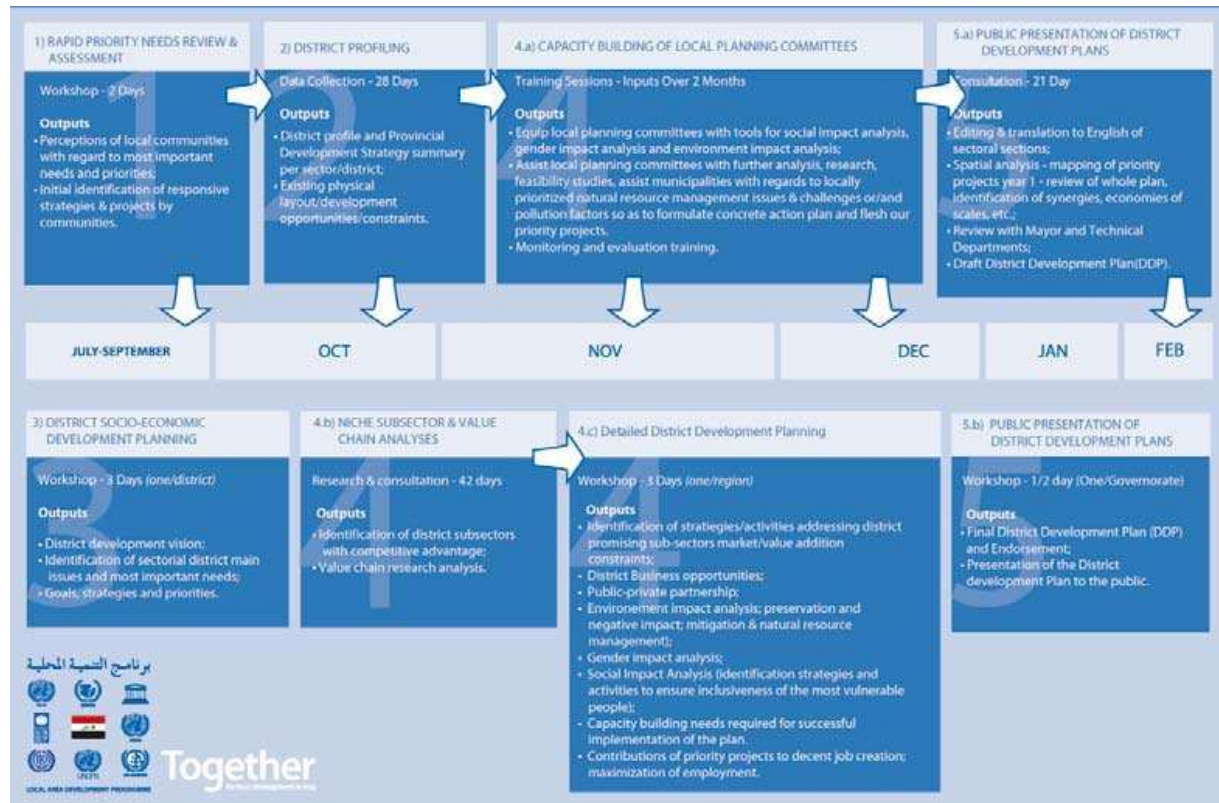 1) RAPID PRIORITY NEEDS REVIEW &
ASSESSMENT
Workshop - 2 Days
Outputs
• Perceptions of local communities
with regard to most important
needs and priorities;
• Initial identification of responsive
strategies & projects by
communities.
2) DISTRICT PROFILING
Data Collection - 28 Days
Outputs
• District profile and Provincial
Development Strategy summary
per sector/district;
• Existing physical
layout/development
opportunities/constraints.
4.a) CAPACITY BUILDING OF LOCAL PLANNING COMMITTEES
Training Sessions - Inputs Over 2 Months
Outputs
• Equip local planning committees with tools for social impact analysis,
gender impact analysis and environment impact analysis;
• Assist local planning committees with further analysis, research,
feasibility studies, assist municipalities with regards to locally
prioritized natural resource management issues & challenges or/and
pollution factors so as to formulate concrete action plan and flesh our
priority projects.
• Monitoring and evaluation training.
5.a) PUBLIC PRESENTATION OF DISTRICT
DEVELOPMENT PLANS
Consultation - 21 Day
Outputs
• Editing & translation to English of
sectoral sections;
• Spatial analysis - mapping of priority
projects year 1 - review of whole plan,
identification of synergies, economies of
scales, etc.;
• Review with Mayor and Technical
Departments;
• Draft District Development Plan(DDP).
JULY-SEPTEMBER
OCT
NOV
DEC
JAN
FEB
3) DISTRICT SOCIO-ECONOMIC
DEVELOPMENT PLANNING
Workshop - 3 Days (one/district)
Outputs
• District development vision;
• Identification of sectorial district main
issues and most important needs;
• Goals, strategies and priorities.
4.b) NICHE SUBSECTOR & VALUE
CHAIN ANALYSES
Research & consultation - 42 days
Outputs
• Identification of district subsectors
with competitive advantage;
• Value chain research analysis.
4.c) Detailed District Development Planning
Workshop - 3 Days (one/region)
Outputs
• Identification of strategies/activities addressing district
promising sub-sectors market/value addition
constraints;
• District Business opportunities;
• Public-private partnership;
• Environement impact analysis; preservation and
negative impact; mitigation & natural resource
management);
• Gender impact analysis;
• Social Impact Analysis (identification strategies and
activities to ensure inclusiveness of the most vulnerable
people);
• Capacity building needs required for successful
implementation of the plan.
• Contributions of priority projects to decent job creation;
maximization of employment.
5.b) PUBLIC PRESENTATION OF
DISTRICT DEVELOPMENT PLANS
Workshop - 1/2 day (One/Governorate)
Outputs
• Final District Development Plan (DDP)
and Endorsement;
• Presentation of the District
development Plan to the public.
برنامج التنمية المحلية
UNOPS
LOCAL AREA DEVELOPMENT PROGRAMME
Together